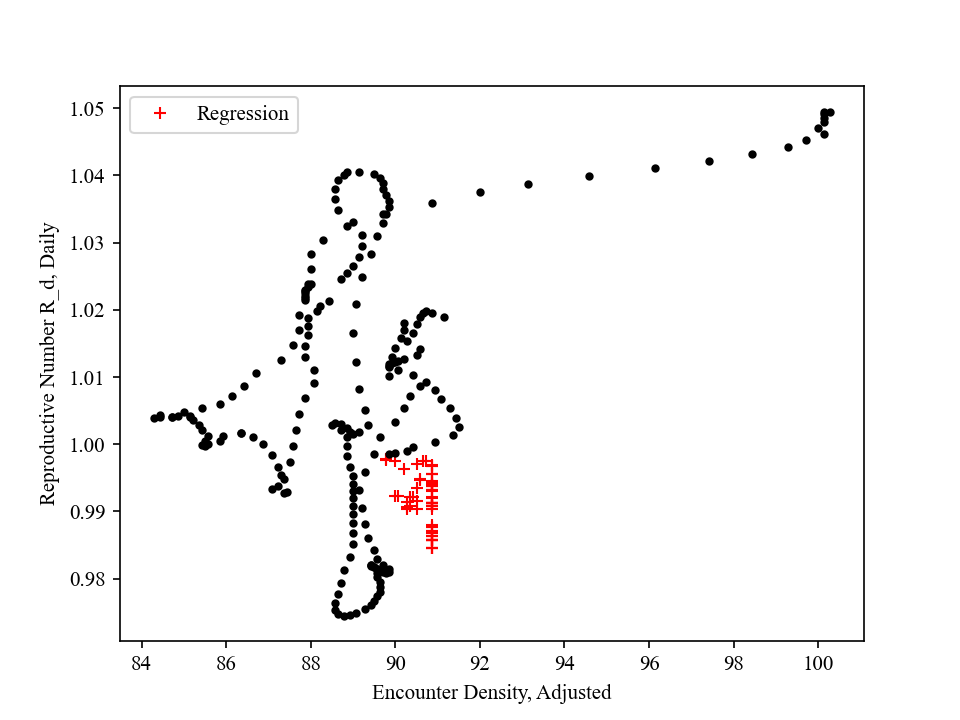 Regression
1.05
1.04
1.03
1.02
1.01
1.00
0.99
0.98
Reproductive Number R_d, Daily
84 86 88 90 92 94 96 98 100
Encounter Density, Adjusted